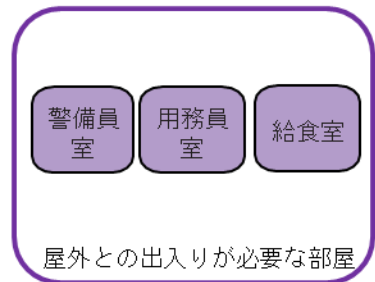 警備員
室
用務員
室
給食室
屋外との出入りが必要な部屋